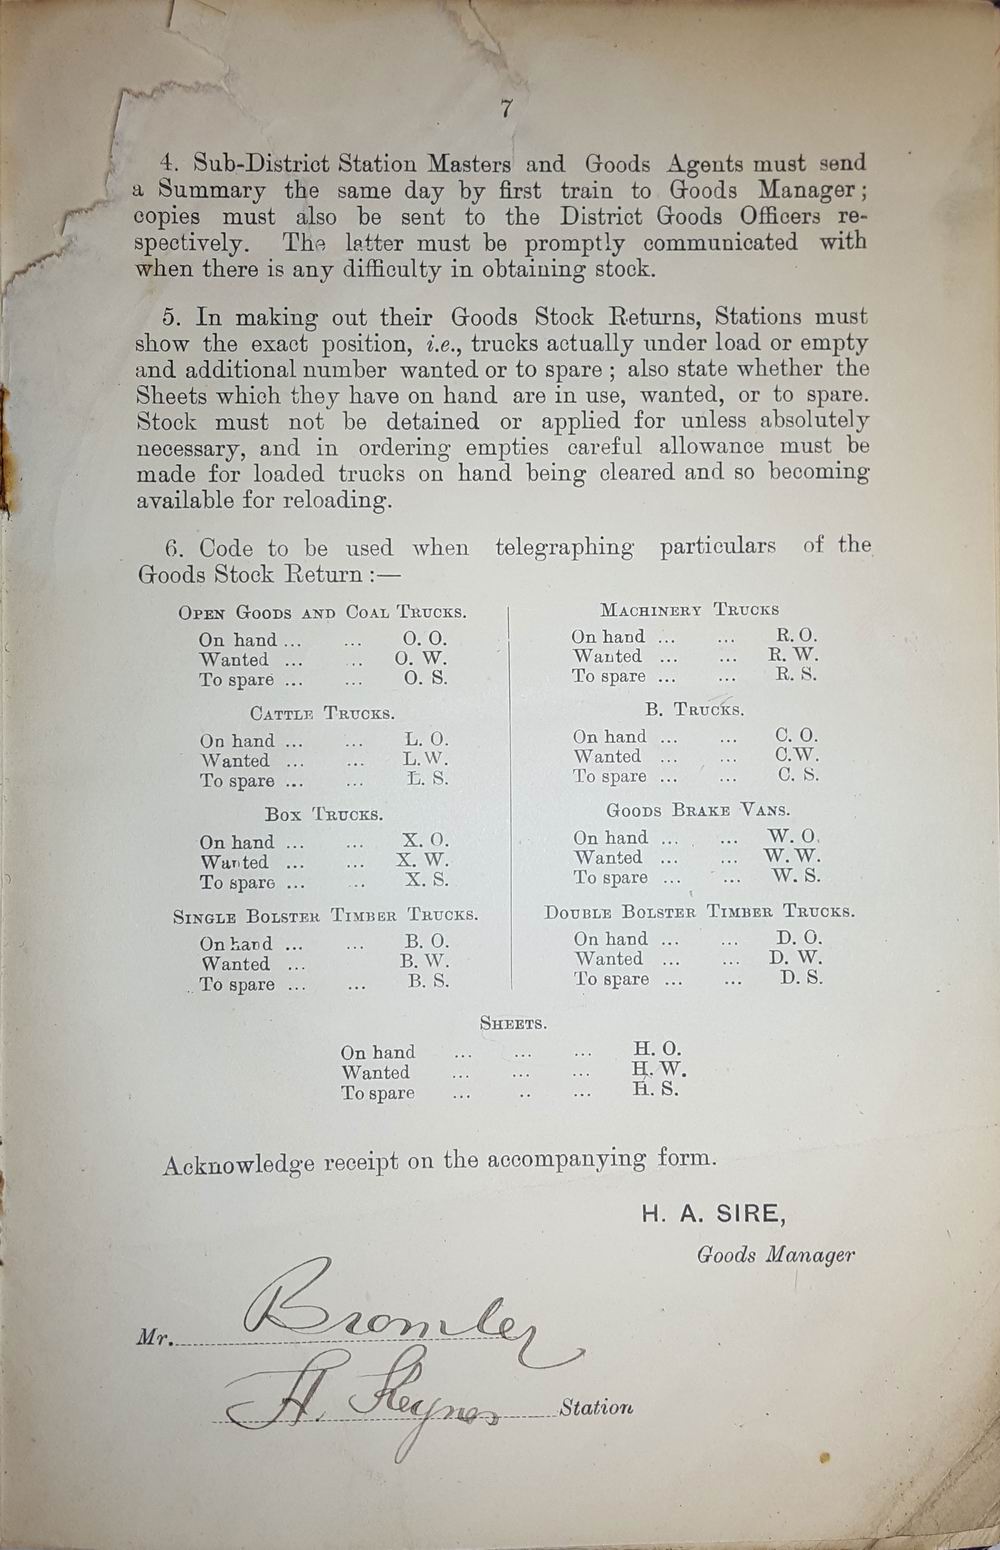 7
4. Sub-District Station Masters and Goods Agents must send
a Summary the same day by first train to Goods Manager;
copies must also be sent to the District Goods Officers re-
spectively. The latter must be promptly communicated with
when there is any difficulty in obtaining stock.
5. In making out their Goods Stock Returns, Stations must
show the exact position, i.e., trucks actually under load or empty
and additional number wanted or to spare; also state whether the
Sheets which they have on hand are in use, wanted, or to spare.
Stock must not be detained or applied for unless absolutely
necessary, and in ordering empties careful allowance must be
made for loaded trucks on hand being cleared and so becoming
available for reloading.
6. Code to be used when telegraphing particulars of the
Goods Stock Return :—
OPEN GOODS AND COAL TRUCKS.
On hand ... ... O. O.
Wanted ... ... O. W.
To spare ... ... O. S.
CATTLE TRUCKS.
On hand ... ... L. O.
Wanted ... ... L. W.
To spare ... ... L. S.
BOX TRUCKS.
On hand ... ... X. O.
Wanted ... ... X. W.
To spare ... ... X. S.
SINGLE BOLSTER TIMBER TRUCKS.
On hand ... ... B. O.
Wanted ... B. W.
To spare ... ... B. S.
MACHINERY TRUCKS
On hand ... ... R. O.
Wanted ... ... R. W.
To spare ... ... R. S.
B. TRUCKS.
On hand ... ... C. O.
Wanted ... ... C.W.
To spare ... ... C. S.
GOODS BRAKE VANS.
On hand ... ... W. O.
Wanted ... ... W. W.
To spare ... ... W. S.
DOUBLE BOLSTER TIMBER TRUCKS.
On hand ... ... D. O.
Wanted ... ... D. W.
To spare ... ... D. S.
SHEETS.
On hand ... ... ... H. O.
Wanted ... ... ... H. W.
To spare ... .. ... H. S.
Acknowledge receipt on the accompanying form.
H. A. SIRE,
Goods Manager
Mr. Bromley
H. Keynes Station